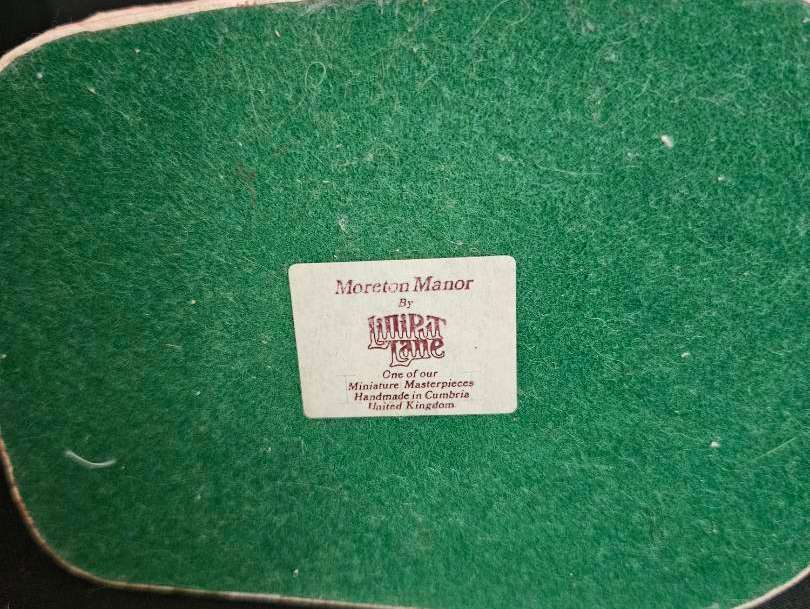 Moreton Manor
By
LilliPuT
Lane
One of our
Miniature Masterpieces
Handmade in Cumbria
United Kingdom